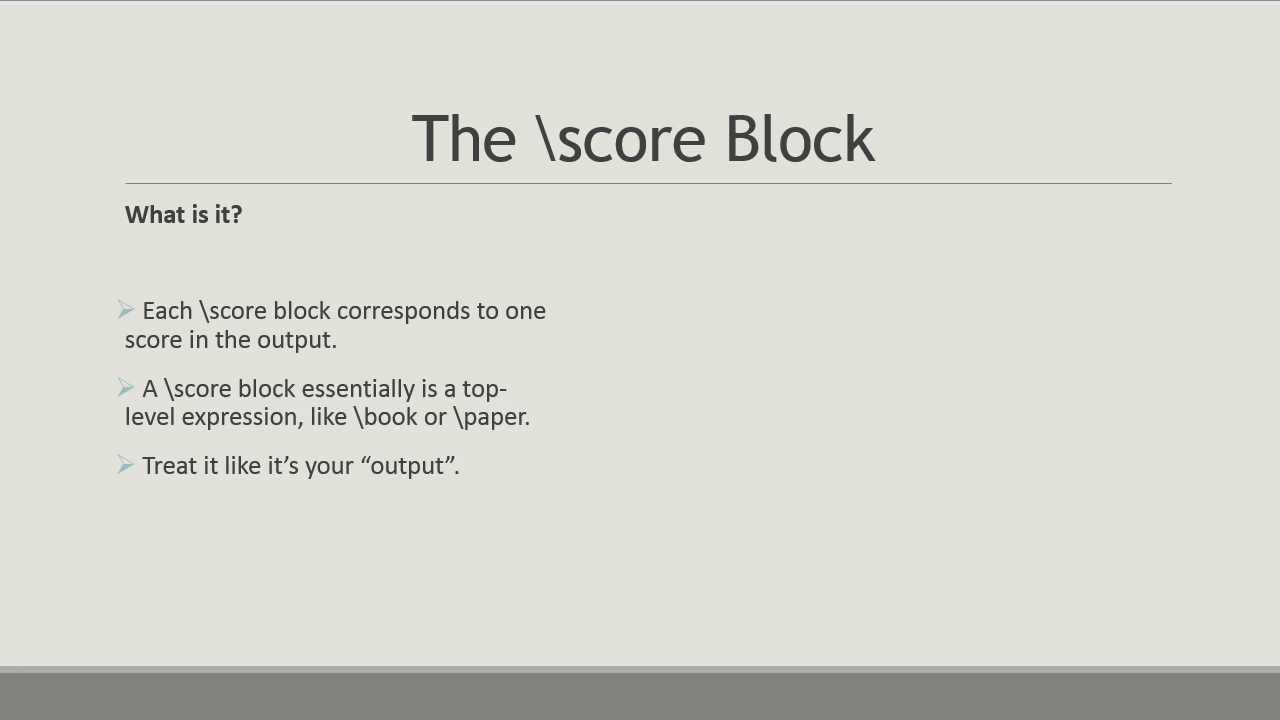 The \score Block
What is it?
Each \score block corresponds to one
score in the output.
A \score block essentially is a top-
level expression, like \book or \paper.
Treat it like it’s your “output”.